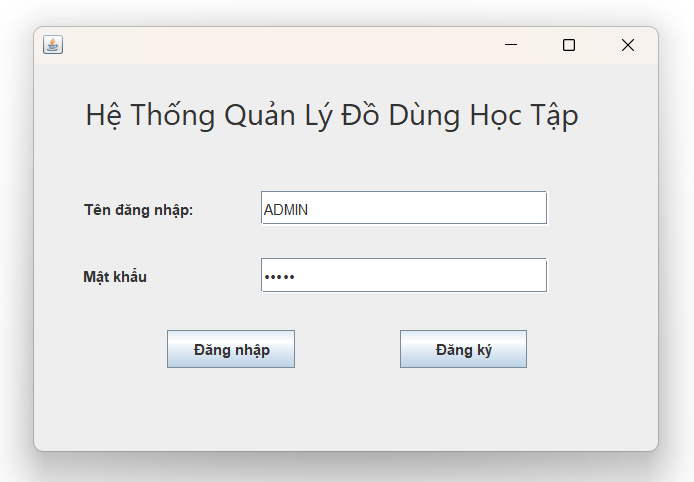 Hệ Thống Quản Lý Đồ Dùng Học Tập
Tên đăng nhập: ADMIN
Mật khẩu •••••
Đăng nhập Đăng ký